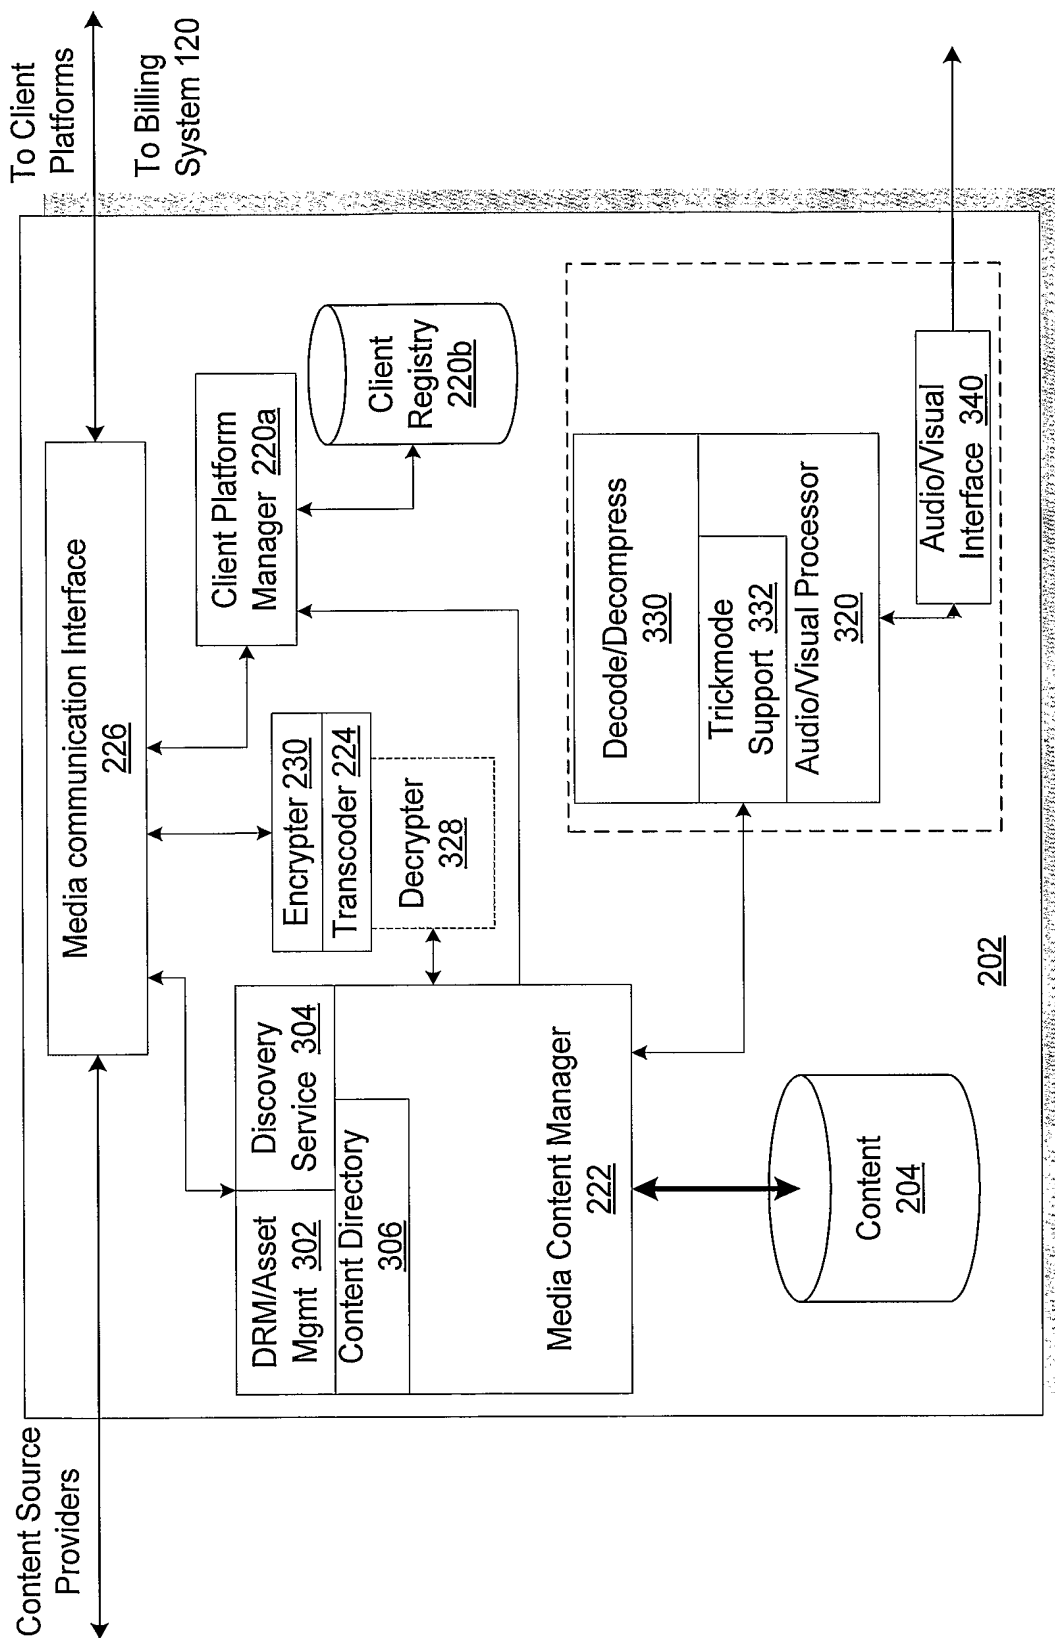 Content Source
Providers
To Client
Platforms
To Billing
System 120
Media communication Interface
226
DRM/Asset
Mgmt 302
Discovery
Service 304
Content Directory
306
Media Content Manager
222
Encrypter 230
Transcoder 224
Decrypter
328
Client Platform
Manager 220a
Client
Registry
220b
Content
204
Decode/Decompress
330
Trickmode
Support 332
Audio/Visual Processor
320
Audio/Visual
Interface 340
202